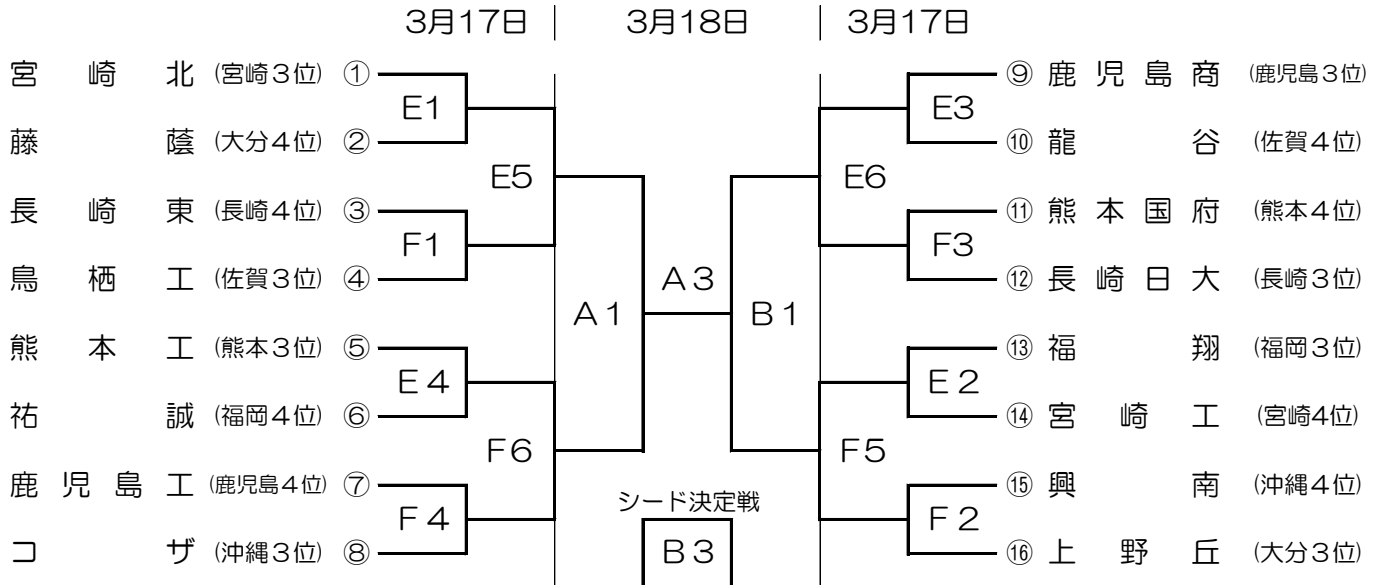 3月17日 3月18日 3月17日
宮崎北 (宮崎3位) ① ⑨ 鹿児島商 (鹿児島3位)
E1 E3
藤蔭 (大分4位) ② ⑩ 龍谷 (佐賀4位)
E5 E6
長崎東 (長崎4位) ③ ⑪ 熊本国府 (熊本4位)
F1 F3
鳥栖工 (佐賀3位) ④ A3 ⑫ 長崎日大 (長崎3位)
A1 B1
熊本工 (熊本3位) ⑤ ⑬ 福翔 (福岡3位)
E4 E2
祐誠 (福岡4位) ⑥ ⑭ 宮崎工 (宮崎4位)
F6 F5
鹿児島工 (鹿児島4位) ⑦ ⑮ 興南 (沖縄4位)
シード決定戦
F4 F2
コザ (沖縄3位) ⑧ B3 ⑯ 上野丘 (大分3位)